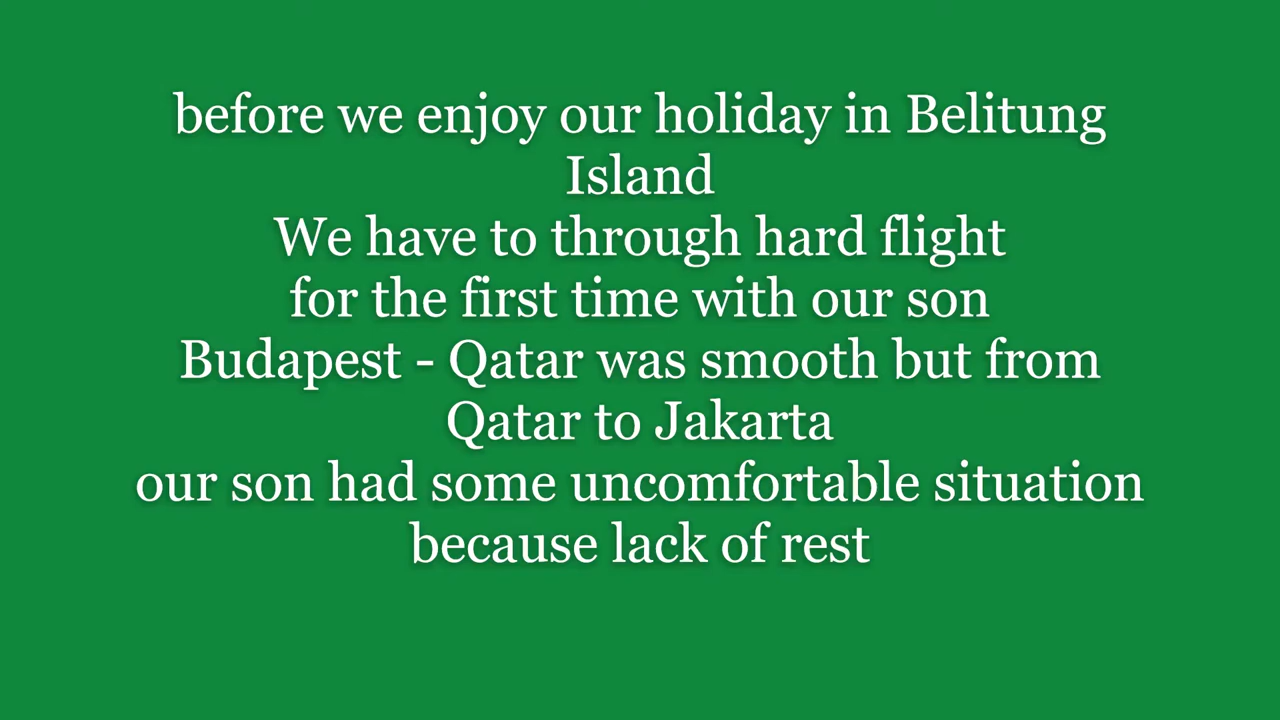 before we enjoy our holiday in Belitung
Island
We have to through hard flight
for the first time with our son
Budapest - Qatar was smooth but from
Qatar to Jakarta
our son had some uncomfortable situation
because lack of rest